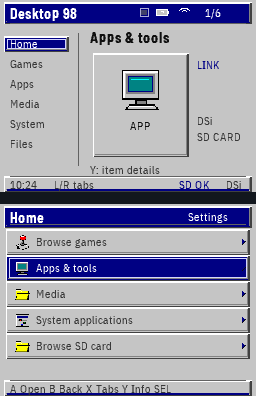 Desktop 98 1/6
Home
Games
Apps
Media
System
Files
Apps & tools
APP
LINK
DSi
SD CARD
Y: item details
10:24 L/R tabs SD OK DSi
Home Settings
Browse games
Apps & tools
Media
System applications
Browse SD card
A Open B Back X Tabs Y Info SEL